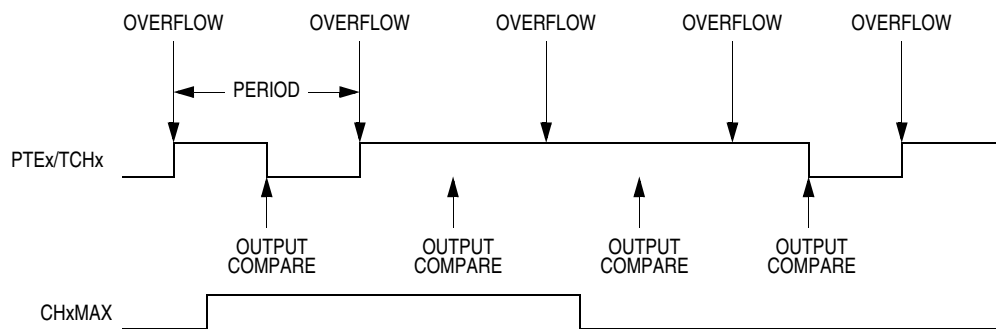 OVERFLOW OVERFLOW OVERFLOW OVERFLOW OVERFLOW
PERIOD
PTEx/TCHx
OUTPUT OUTPUT OUTPUT OUTPUT
COMPARE COMPARE COMPARE COMPARE
CHxMAX